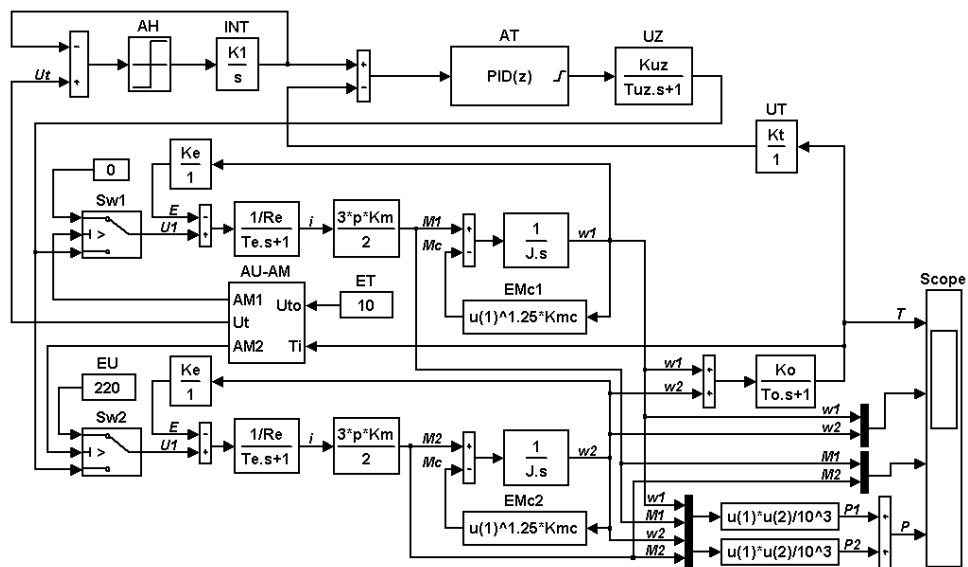 AH INT AT UZ
- Ut + K1 s + - PID(z) Kuz Tuz.s+1
UT
Kt 1
Ke 1
0
Sw1 E - + U1 1/Re Te.s+1 i 3*p*Km 2 M1 + Mc - 1 J.s w1
>
AU-AM ET EMc1 Scope
AM1 Uto 10 u(1)^1.25*Kmc
Ut
AM2 Ti T
EU Ke 1 w1 + w2 + Ko To.s+1
220
w1
w2
Sw2 E - + U1 1/Re Te.s+1 i 3*p*Km 2 M2 + Mc - 1 J.s w2
>
M1
M2
EMc2
u(1)^1.25*Kmc
w1
M1 u(1)*u(2)/10^3 P1 + P
w2
M2 u(1)*u(2)/10^3 P2 +